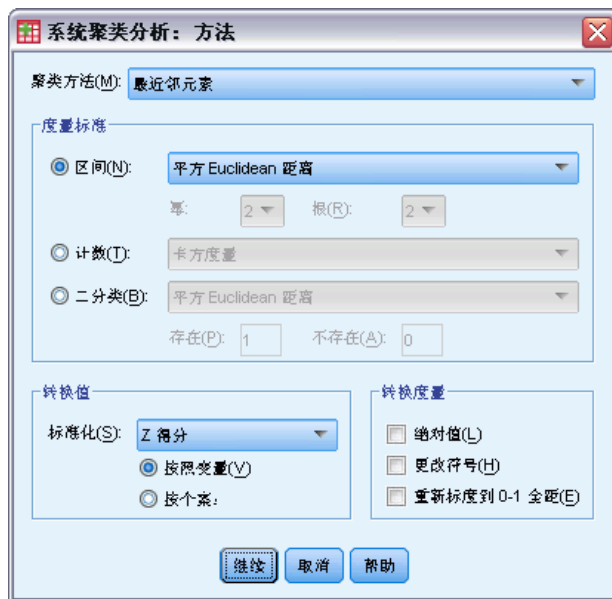 系统聚类分析：方法
聚类方法(M): 最近邻元素
度量标准
区间(N): 平方 Euclidean 距离
幂: 2 根(R): 2
计数(T): 卡方度量
二分类(B): 平方 Euclidean 距离
存在(P): 1 不存在(A): 0
转换值
标准化(S): Z 得分
按照变量(V)
按个案:
转换度量
绝对值(L)
更改符号(H)
重新标度到 0-1 全距(E)
继续 取消 帮助